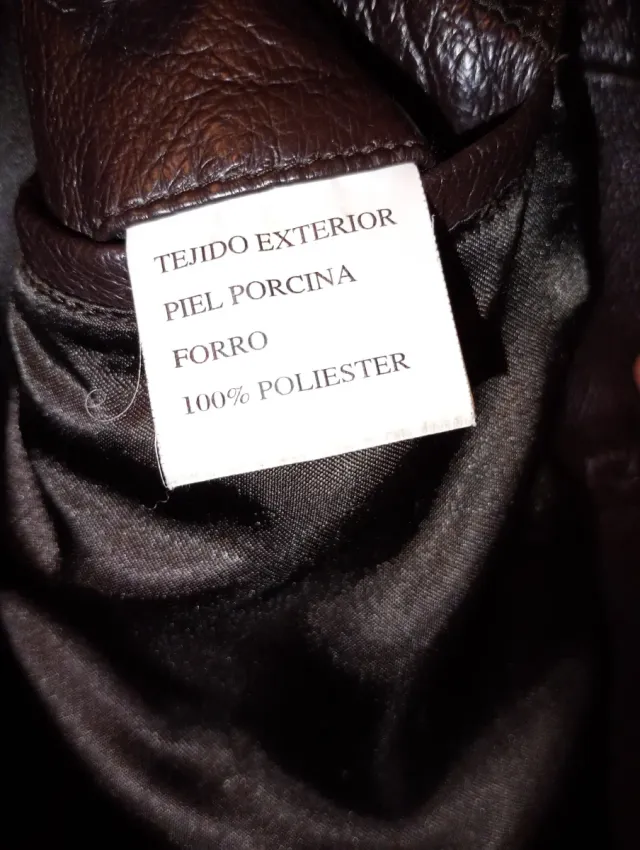 TEJIDO EXTERIOR
PIEL PORCINA
FORRO
100% POLIESTER